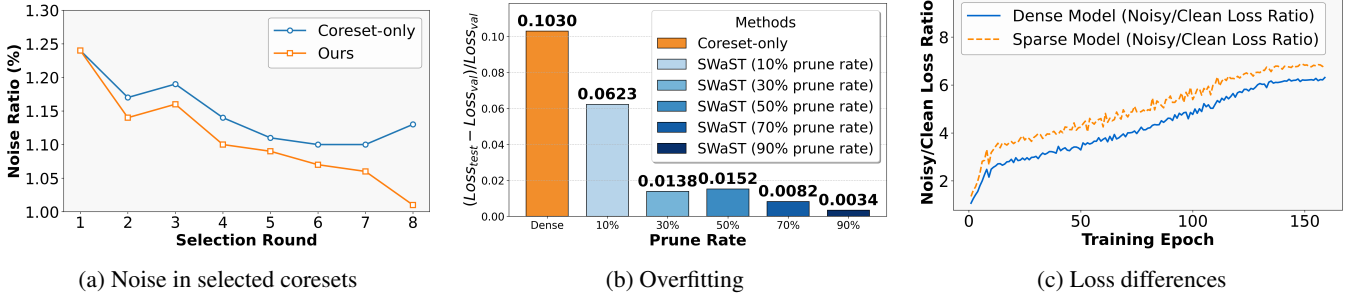 1.30
1.25
1.20
1.15
1.10
1.05
1.00
Noise Ratio (%)
Coreset-only
Ours
1 2 3 4 5 6 7 8
Selection Round
(a) Noise in selected coresets
(Loss_test − Loss_val)/Loss_val
0.10
0.08
0.06
0.04
0.02
0.00
0.1030
0.0623
0.0138
0.0152
0.0082
0.0034
Methods
Coreset-only
SWaST (10% prune rate)
SWaST (30% prune rate)
SWaST (50% prune rate)
SWaST (70% prune rate)
SWaST (90% prune rate)
Dense 10% 30% 50% 70% 90%
Prune Rate
(b) Overfitting
Noisy/Clean Loss Ratio
8
6
4
2
Dense Model (Noisy/Clean Loss Ratio)
Sparse Model (Noisy/Clean Loss Ratio)
0 50 100 150
Training Epoch
(c) Loss differences